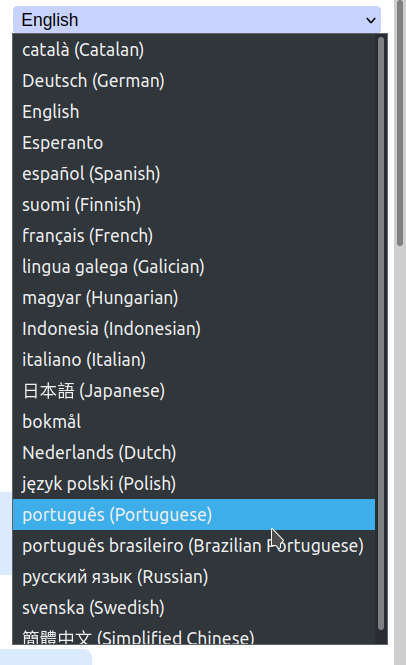 English
català (Catalan)
Deutsch (German)
English
Esperanto
español (Spanish)
suomi (Finnish)
français (French)
lingua galega (Galician)
magyar (Hungarian)
Indonesia (Indonesian)
italiano (Italian)
日本語 (Japanese)
bokmål
Nederlands (Dutch)
język polski (Polish)
português (Portuguese)
português brasileiro (Brazilian Portuguese)
русский язык (Russian)
svenska (Swedish)
簡體中文 (Simplified Chinese)